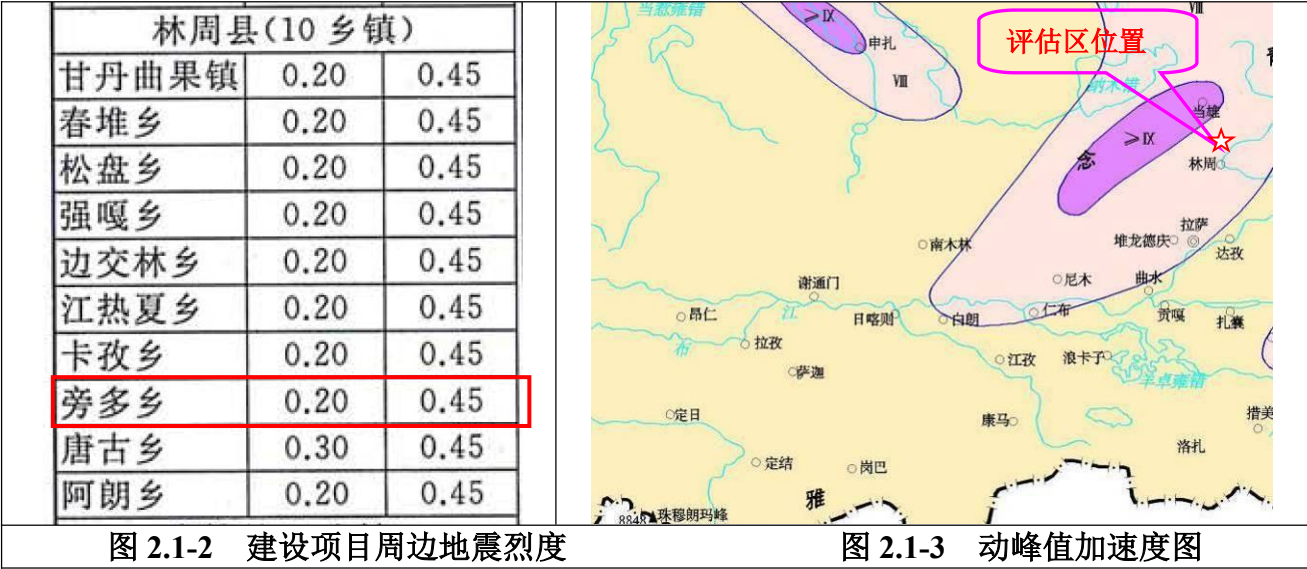 林周县(10乡镇)
甘丹曲果镇 0.20 0.45
春堆乡 0.20 0.45
松盘乡 0.20 0.45
强嘎乡 0.20 0.45
边交林乡 0.20 0.45
江热夏乡 0.20 0.45
卡孜乡 0.20 0.45
旁多乡 0.20 0.45
唐古乡 0.30 0.45
阿朗乡 0.20 0.45
图 2.1-2 建设项目周边地震烈度
当惹雍错
≥Ⅸ
申扎
Ⅷ
评估区位置
Ⅷ
纳木错
当雄
≥Ⅸ
念
林周
拉萨
堆龙德庆
达孜
南木林
尼木
曲水
谢通门
江
昂仁
日喀则
白朗
仁布
贡嘎
扎囊
布
拉孜
江孜
浪卡子
羊卓雍错
萨迦
定日
康马
措美
洛扎
定结
岗巴
雅
8848
珠穆朗玛峰
图 2.1-3 动峰值加速度图